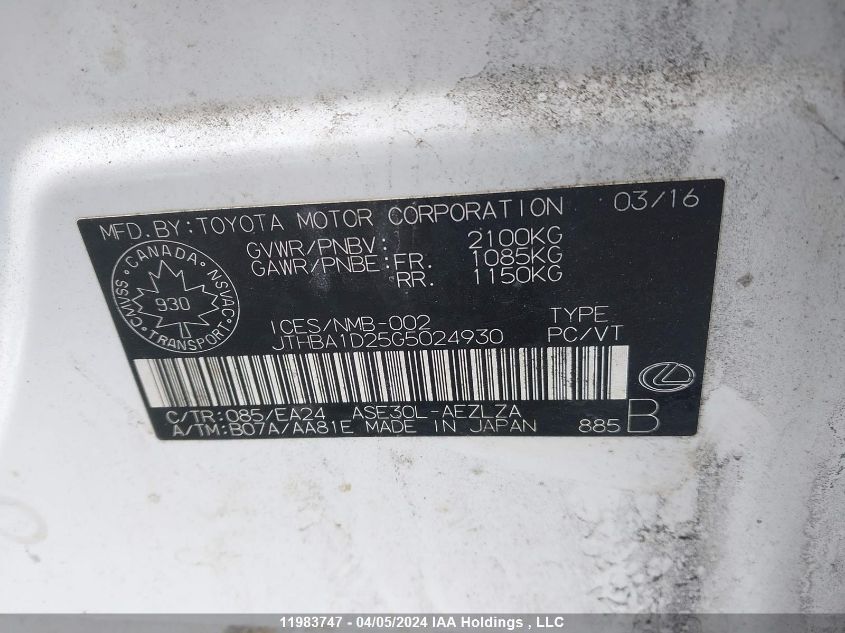 MFD.BY:TOYOTA MOTOR CORPORATION 03/16
GVWR/PNBV: 2100KG
GAWR/PNBE:FR. 1085KG
RR. 1150KG
CANADA
CMVSS 930 NSVAC
TRANSPORT
ICES/NMB-002 TYPE
JTHBA1D25G5024930 PC/VT
C/TR:085/EA24 ASE30L-AEZLZA
A/TM:B07A/AA81E MADE IN JAPAN 885 B
11983747 - 04/05/2024 IAA Holdings , LLC